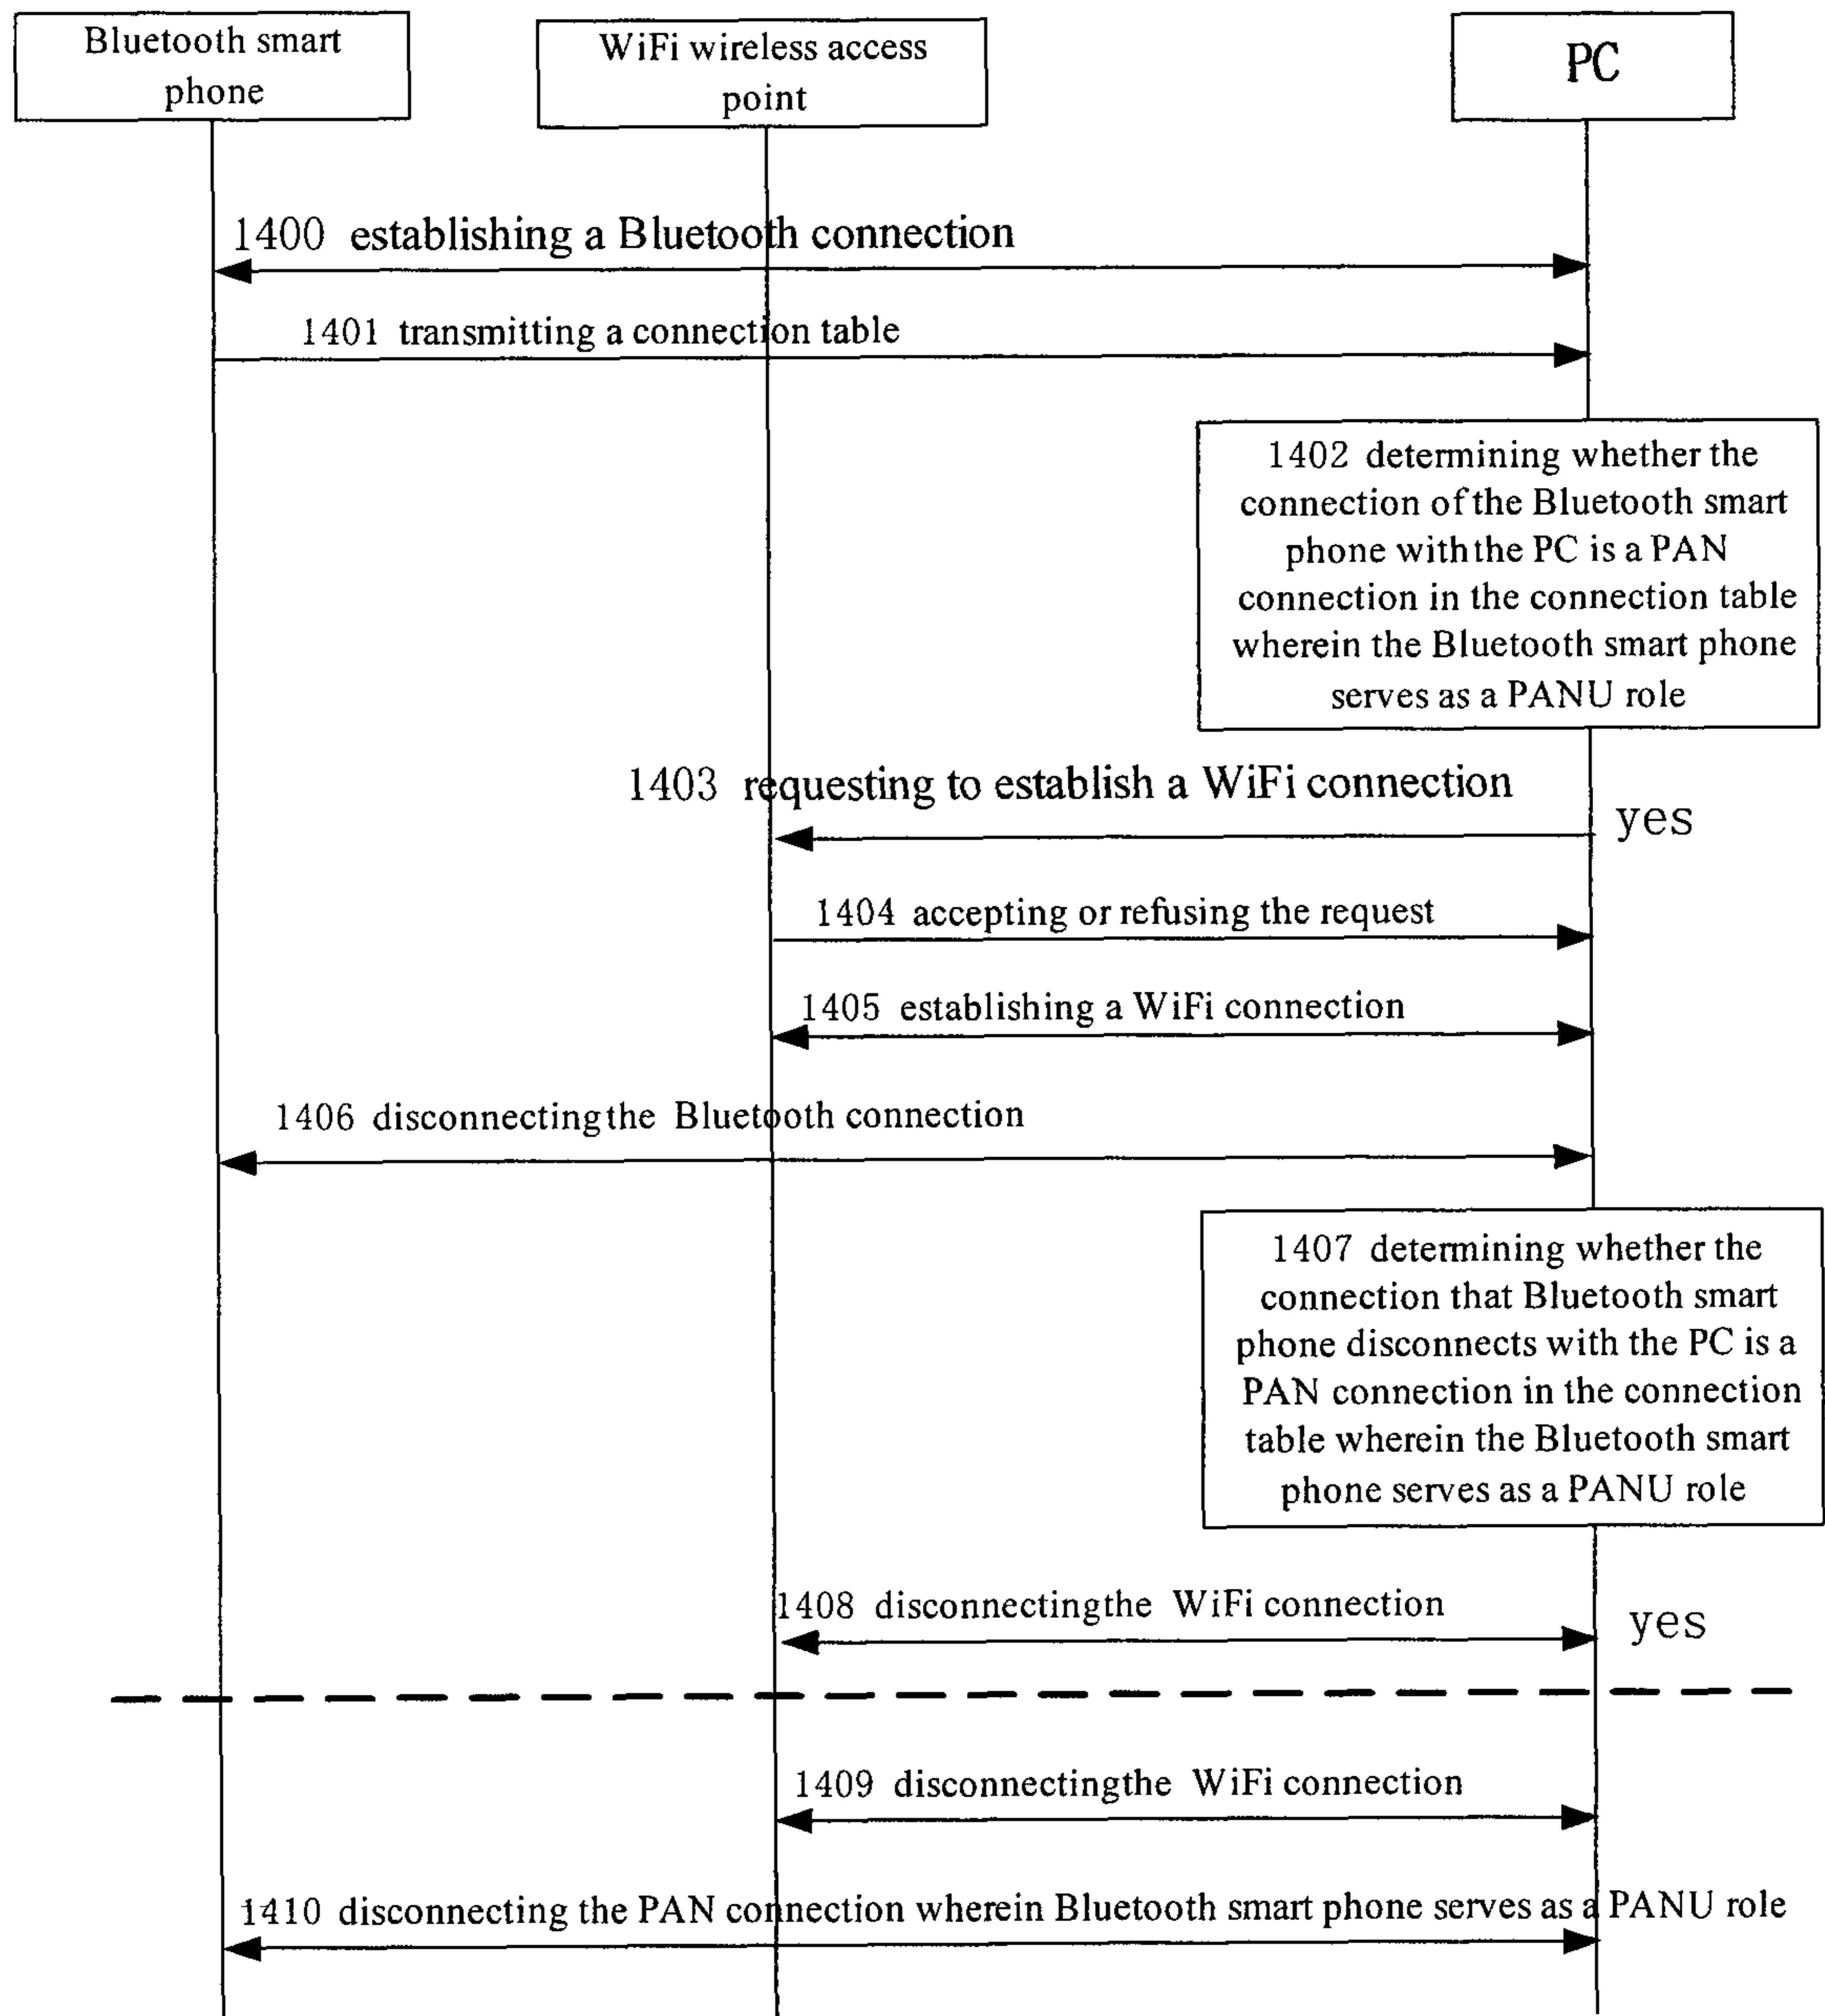 Bluetooth smart
phone
WiFi wireless access
point
PC
1400 establishing a Bluetooth connection
1401 transmitting a connection table
1402 determining whether the
connection of the Bluetooth smart
phone with the PC is a PAN
connection in the connection table
wherein the Bluetooth smart phone
serves as a PANU role
1403 requesting to establish a WiFi connection
yes
1404 accepting or refusing the request
1405 establishing a WiFi connection
1406 disconnecting the Bluetooth connection
1407 determining whether the
connection that Bluetooth smart
phone disconnects with the PC is a
PAN connection in the connection
table wherein the Bluetooth smart
phone serves as a PANU role
1408 disconnecting the WiFi connection
yes
1409 disconnecting the WiFi connection
1410 disconnecting the PAN connection wherein Bluetooth smart phone serves as a PANU role